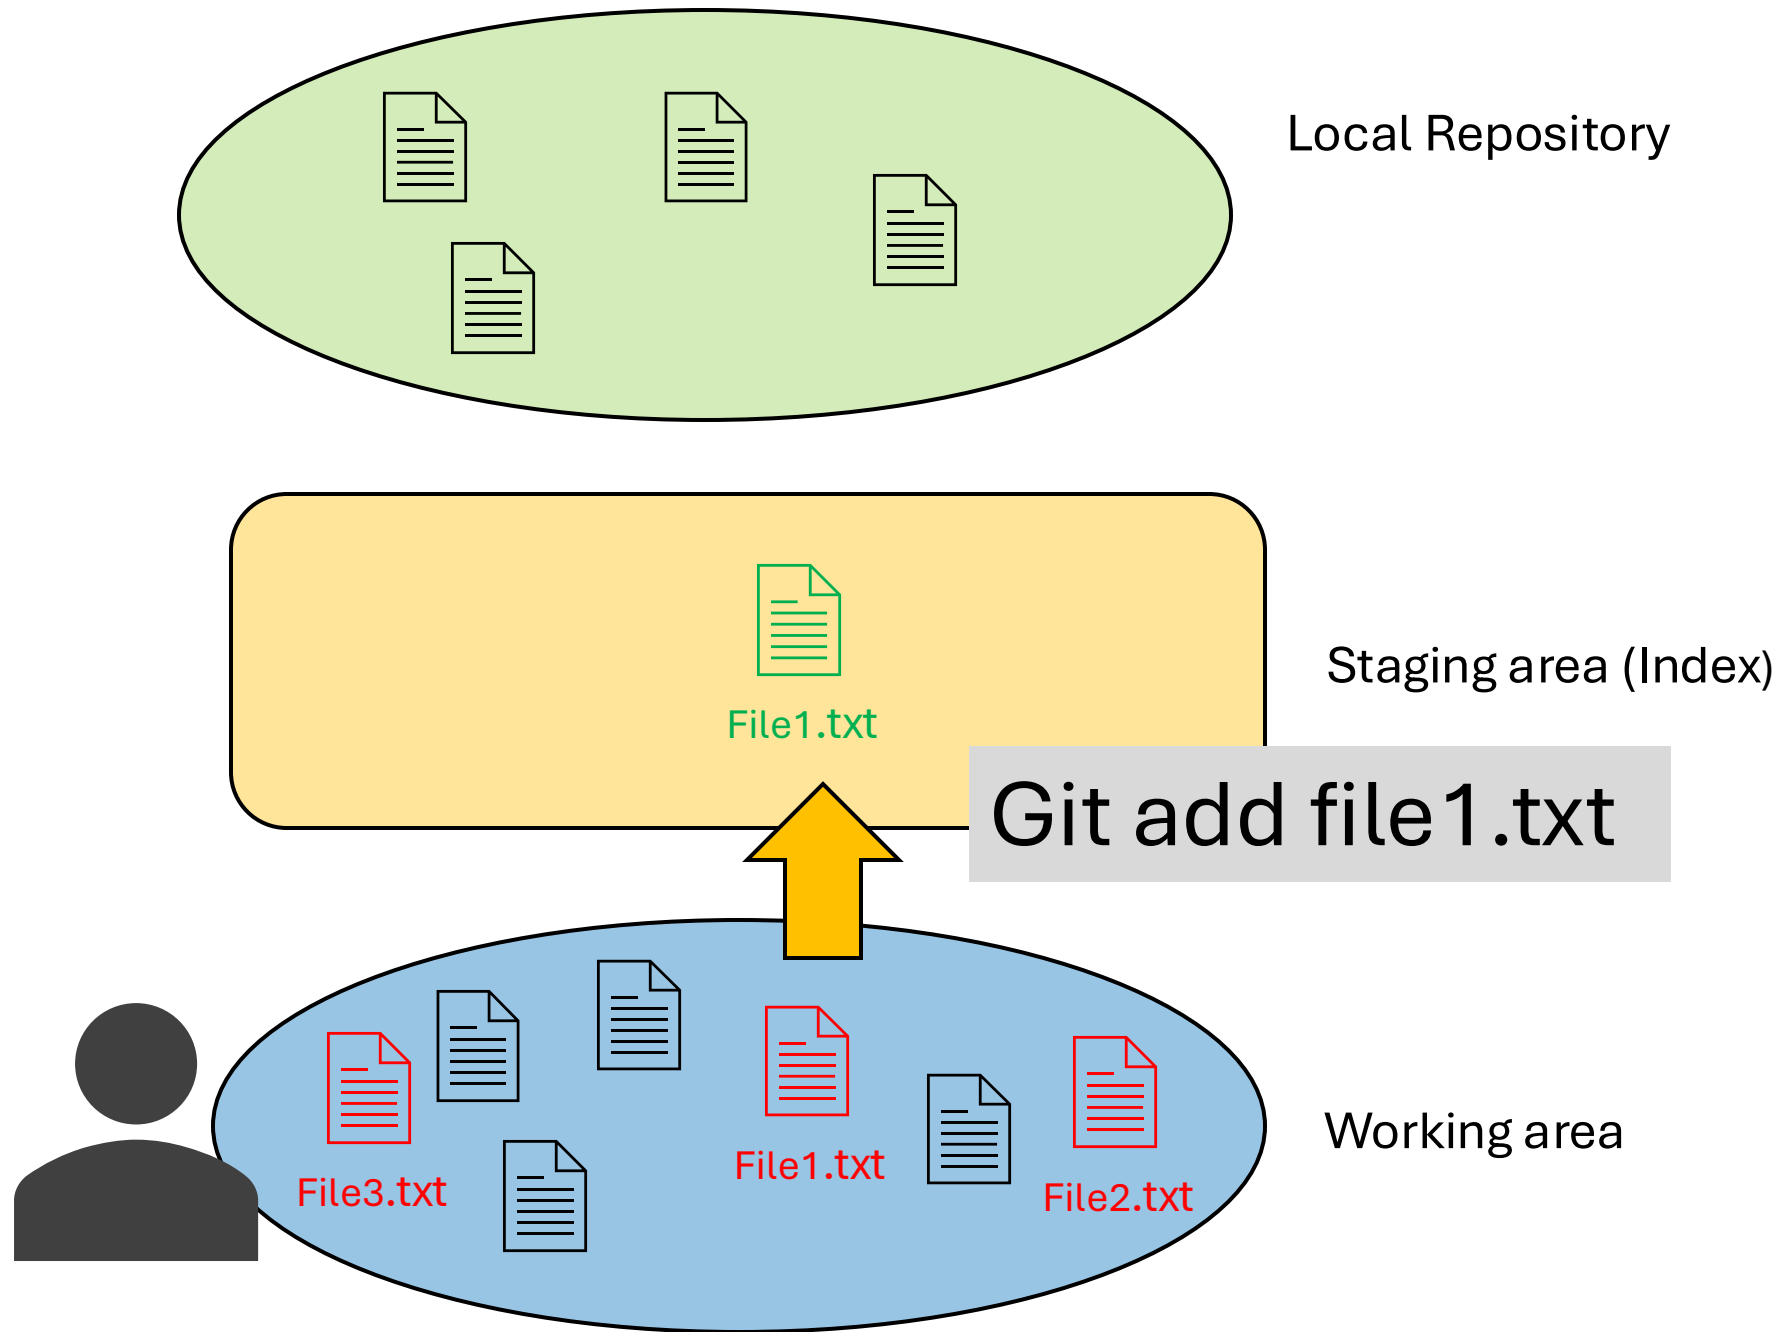 Local Repository
Staging area (Index)
File1.txt
Git add file1.txt
File3.txt
File1.txt
File2.txt
Working area